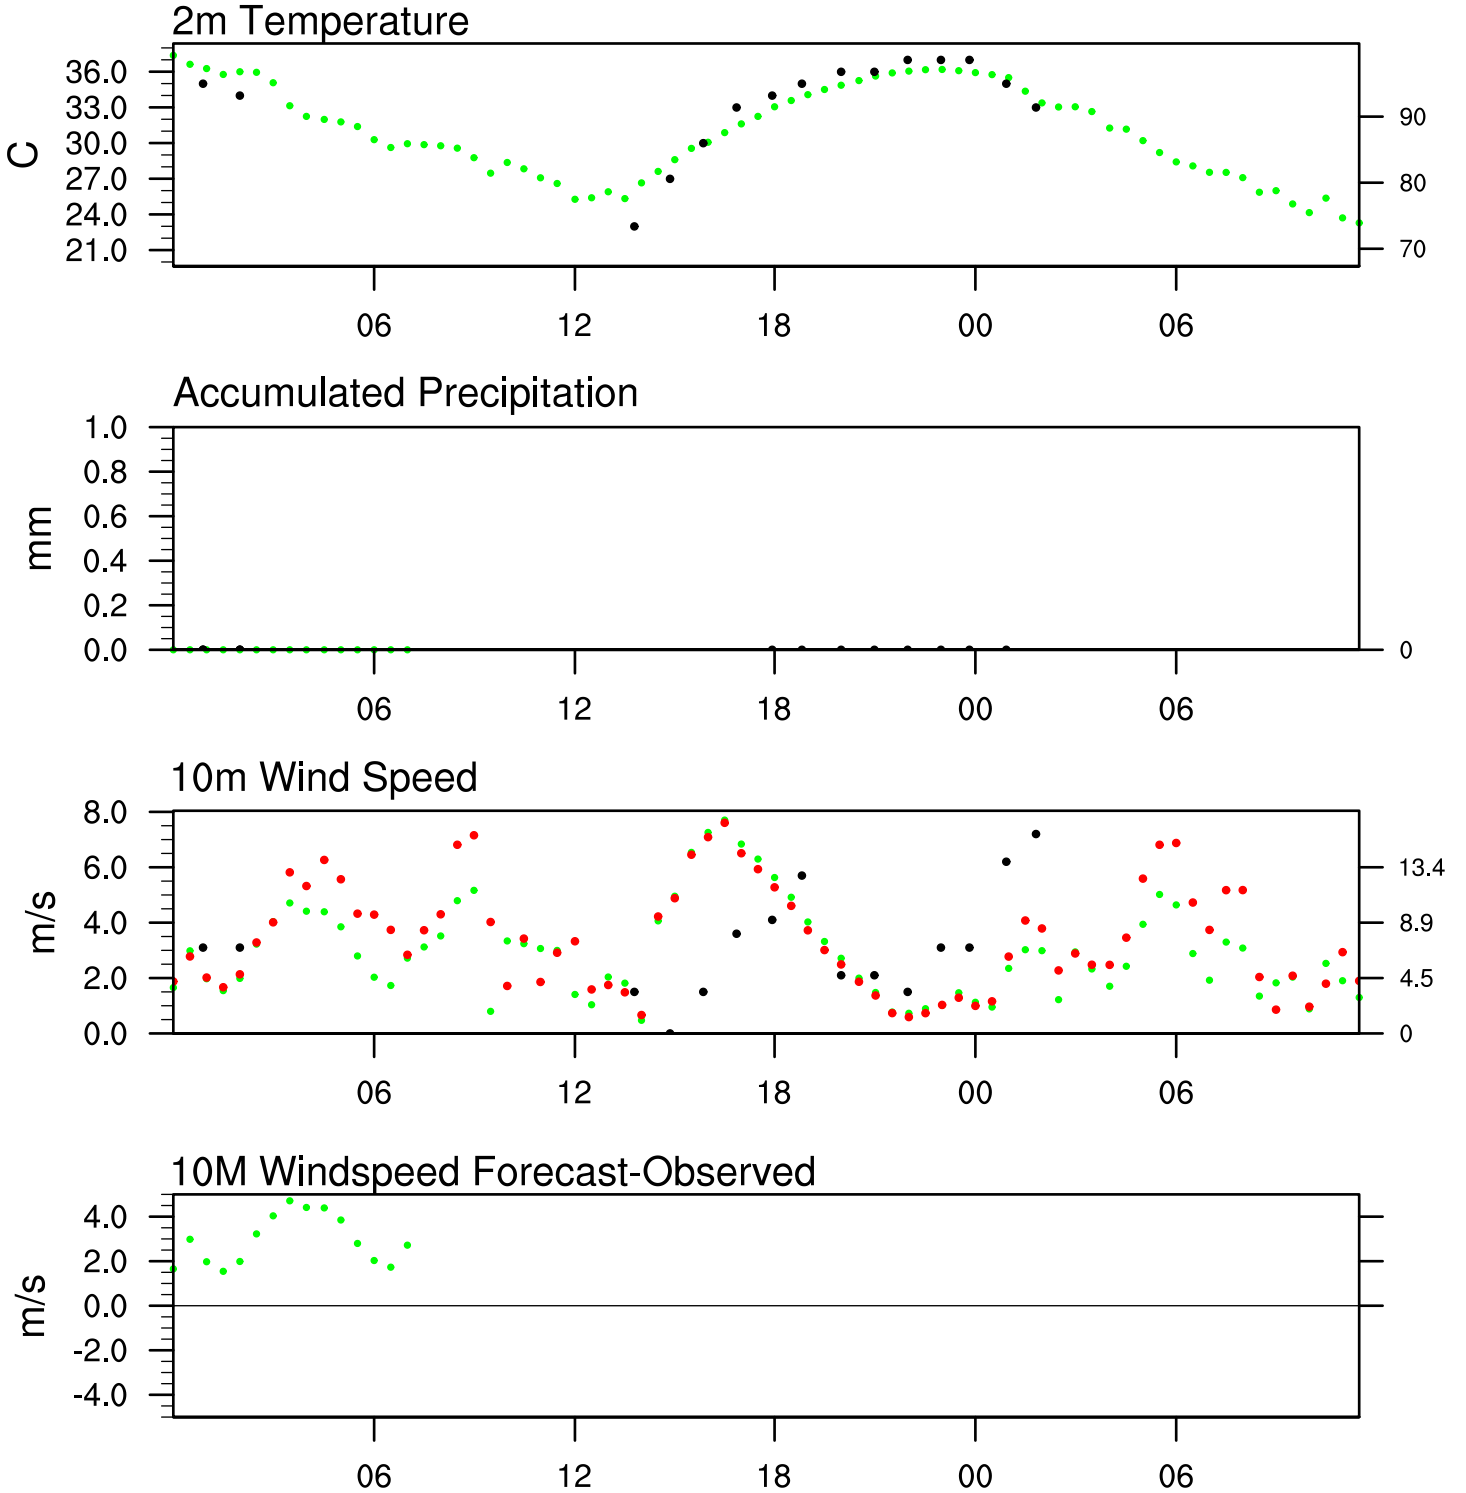 2m Temperature
36.0
33.0
30.0
27.0
24.0
21.0
C
90
80
70
06 12 18 00 06
Accumulated Precipitation
1.0
0.8
0.6
0.4
0.2
0.0
mm
0
06 12 18 00 06
10m Wind Speed
8.0
6.0
4.0
2.0
0.0
m/s
13.4
8.9
4.5
0
06 12 18 00 06
10M Windspeed Forecast-Observed
4.0
2.0
0.0
-2.0
-4.0
m/s
06 12 18 00 06